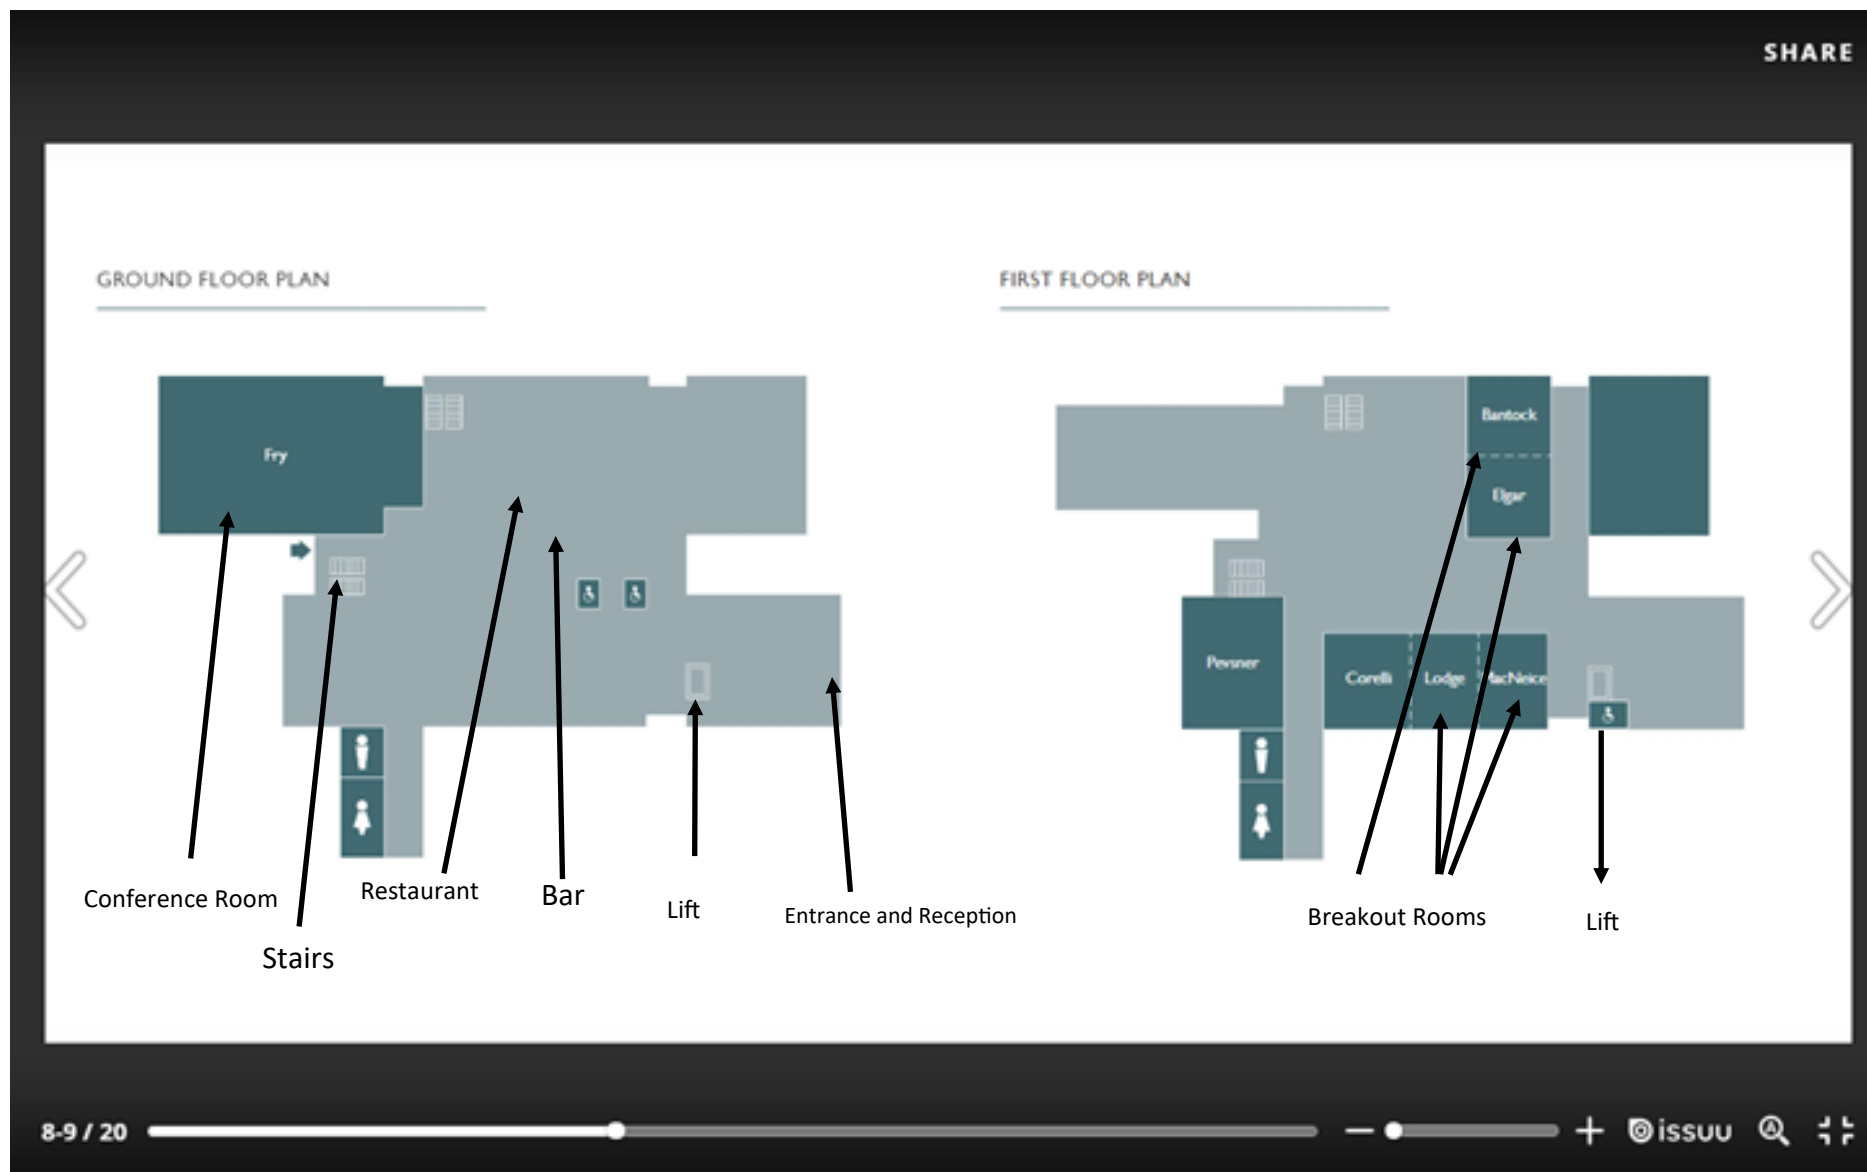 SHARE
GROUND FLOOR PLAN
FIRST FLOOR PLAN
Fry
Bantock
Elgar
Pevsner
Corelli
Lodge
MacNeice
Conference Room
Restaurant
Bar
Lift
Entrance and Reception
Stairs
Breakout Rooms
Lift
8-9 / 20
issuu